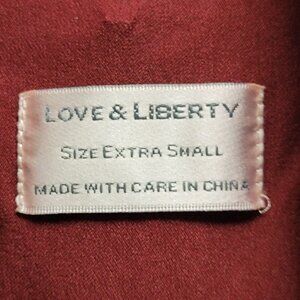 LOVE & LIBERTY
SIZE EXTRA SMALL
MADE WITH CARE IN CHINA